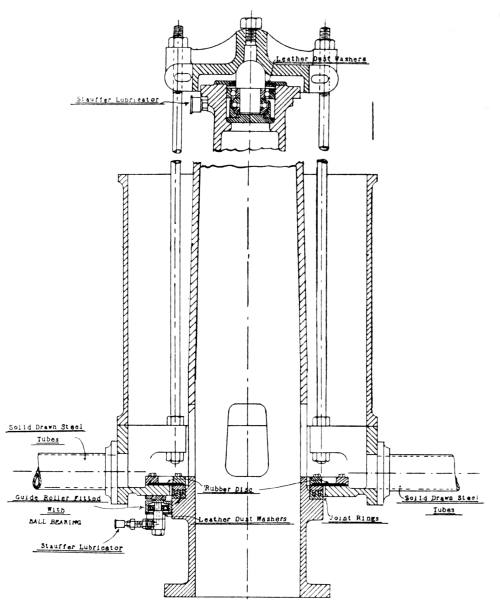 Leather Dust Washers
Stauffer Lubricator
Solid Drawn Steel
Tubes
Rubber Disc
Guide Roller Fitted
With
BALL BEARING
Solid Drawn Steel
Tubes
Leather Dust Washers
Joint Rings
Stauffer Lubricator